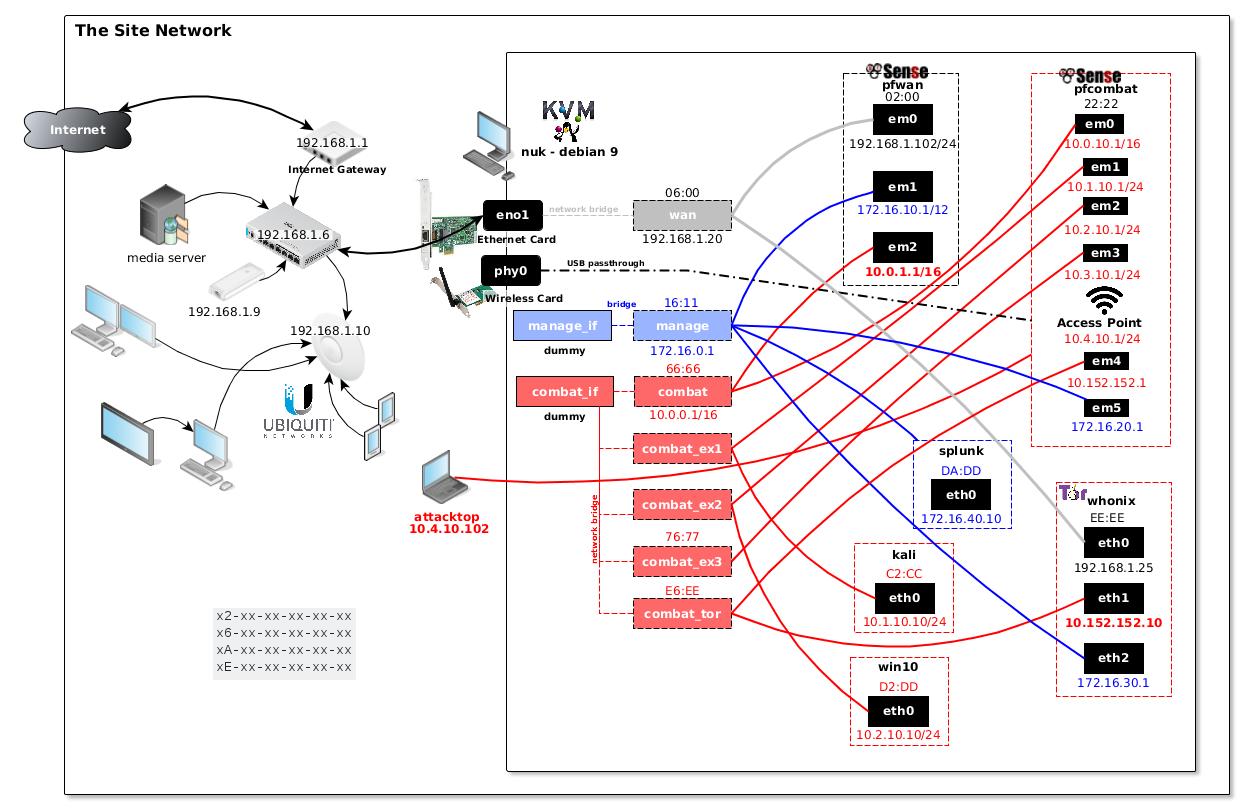 The Site Network
Internet
192.168.1.1
Internet Gateway
192.168.1.6
media server
192.168.1.9
192.168.1.10
UBIQUITI
NETWORKS
attacktop
10.4.10.102
x2-xx-xx-xx-xx-xx
x6-xx-xx-xx-xx-xx
xA-xx-xx-xx-xx-xx
xE-xx-xx-xx-xx-xx
KVM
nuk - debian 9
eno1
Ethernet Card
phy0
Wireless Card
network bridge
06:00
wan
192.168.1.20
USB passthrough
manage_if
dummy
bridge
16:11
manage
172.16.0.1
combat_if
dummy
66:66
combat
10.0.0.1/16
network bridge
combat_ex1
combat_ex2
76:77
combat_ex3
E6:EE
combat_tor
Sense
pfwan
02:00
em0
192.168.1.102/24
em1
172.16.10.1/12
em2
10.0.1.1/16
Sense
pfcombat
22:22
em0
10.0.10.1/16
em1
10.1.10.1/24
em2
10.2.10.1/24
em3
10.3.10.1/24
Access Point
10.4.10.1/24
em4
10.152.152.1
em5
172.16.20.1
splunk
DA:DD
eth0
172.16.40.10
kali
C2:CC
eth0
10.1.10.10/24
win10
D2:DD
eth0
10.2.10.10/24
Tor
whonix
EE:EE
eth0
192.168.1.25
eth1
10.152.152.10
eth2
172.16.30.1